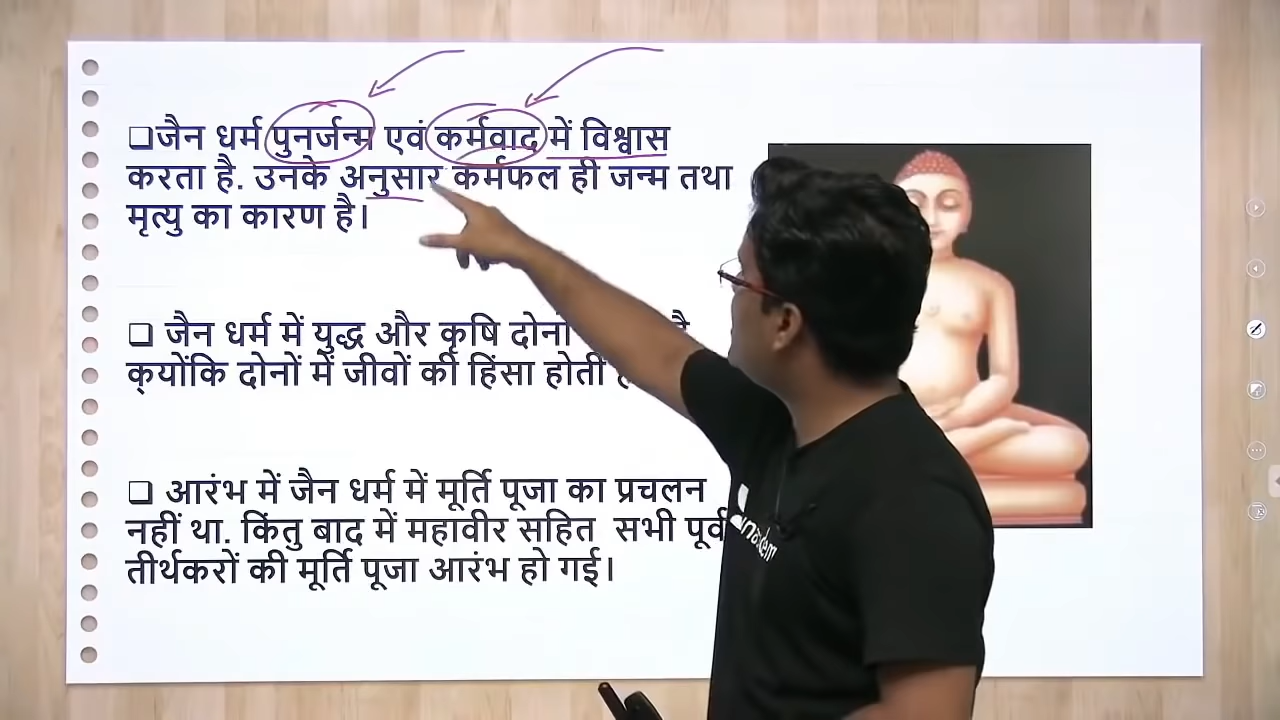 ❑जैन धर्म पुनर्जन्म एवं कर्मवाद में विश्वास
करता है. उनके अनुसार कर्मफल ही जन्म तथा
मृत्यु का कारण है।
❑ जैन धर्म में युद्ध और कृषि दोनों
क्योंकि दोनों में जीवों की हिंसा होती
❑ आरंभ में जैन धर्म में मूर्ति पूजा का प्रचलन
नहीं था. किंतु बाद में महावीर सहित सभी पूर्व
तीर्थकरों की मूर्ति पूजा आरंभ हो गई।